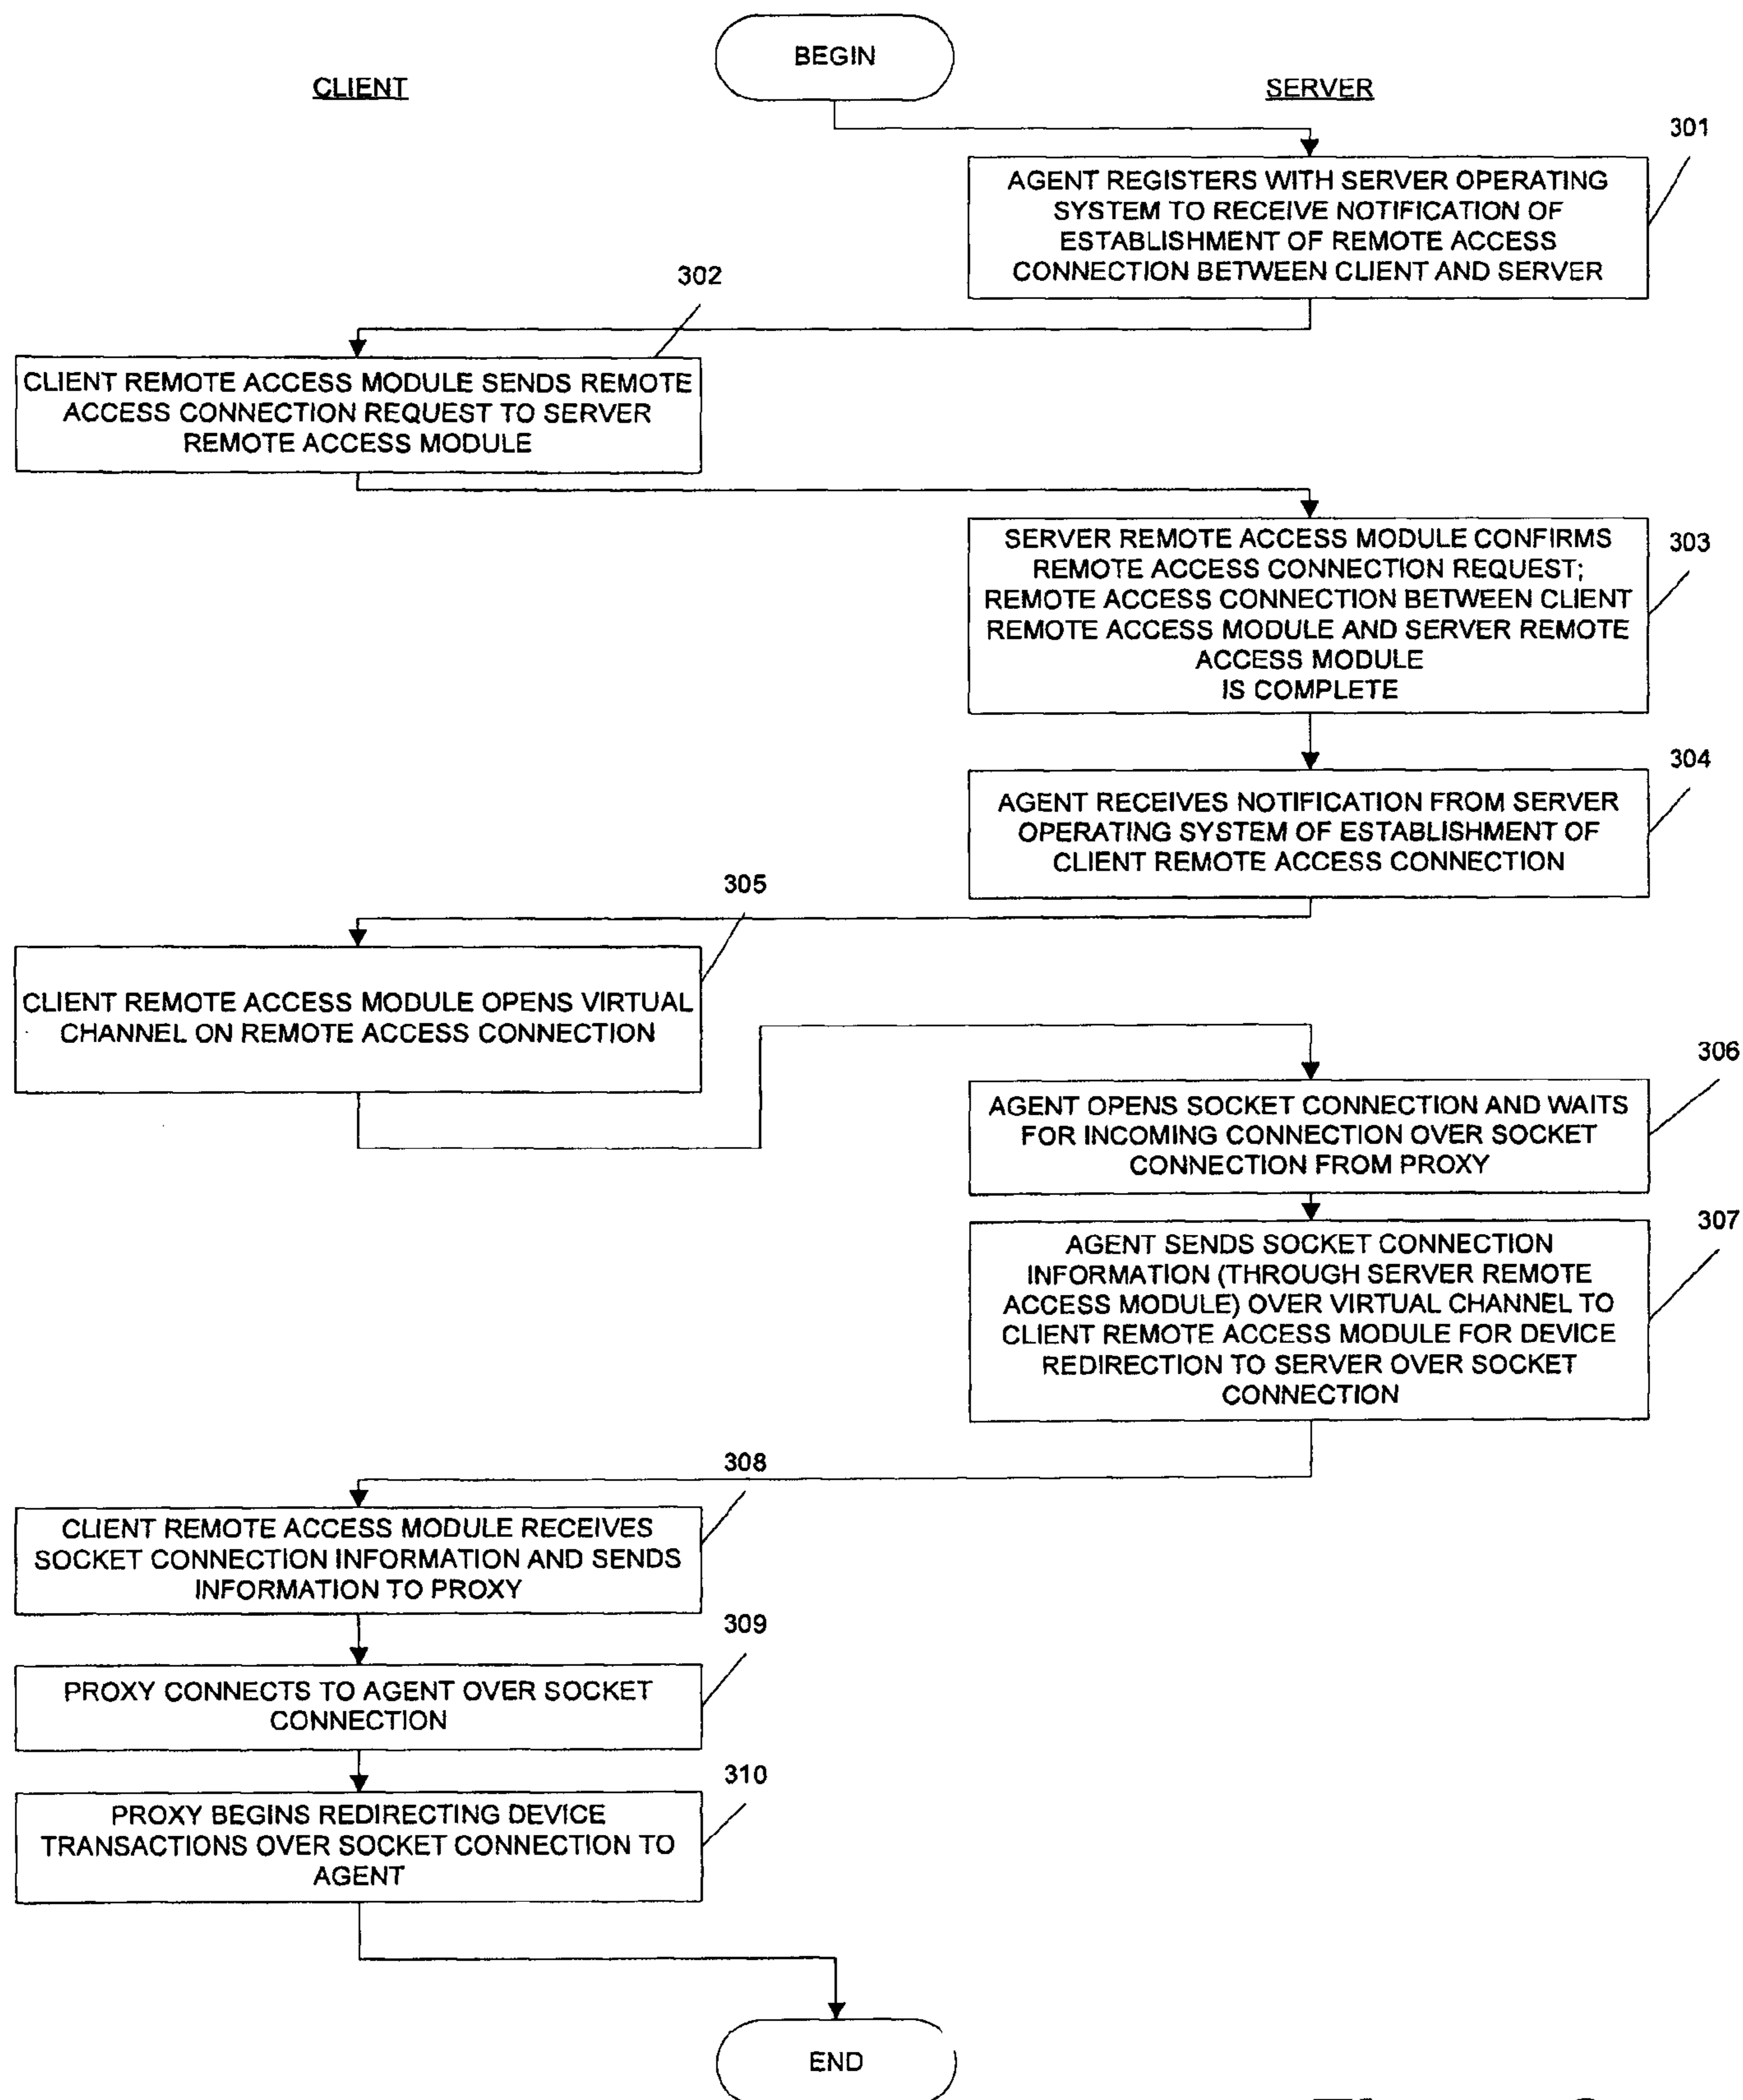 BEGIN
CLIENT
SERVER
301
AGENT REGISTERS WITH SERVER OPERATING
SYSTEM TO RECEIVE NOTIFICATION OF
ESTABLISHMENT OF REMOTE ACCESS
CONNECTION BETWEEN CLIENT AND SERVER
302
CLIENT REMOTE ACCESS MODULE SENDS REMOTE
ACCESS CONNECTION REQUEST TO SERVER
REMOTE ACCESS MODULE
303
SERVER REMOTE ACCESS MODULE CONFIRMS
REMOTE ACCESS CONNECTION REQUEST;
REMOTE ACCESS CONNECTION BETWEEN CLIENT
REMOTE ACCESS MODULE AND SERVER REMOTE
ACCESS MODULE
IS COMPLETE
304
AGENT RECEIVES NOTIFICATION FROM SERVER
OPERATING SYSTEM OF ESTABLISHMENT OF
CLIENT REMOTE ACCESS CONNECTION
305
CLIENT REMOTE ACCESS MODULE OPENS VIRTUAL
CHANNEL ON REMOTE ACCESS CONNECTION
306
AGENT OPENS SOCKET CONNECTION AND WAITS
FOR INCOMING CONNECTION OVER SOCKET
CONNECTION FROM PROXY
307
AGENT SENDS SOCKET CONNECTION
INFORMATION (THROUGH SERVER REMOTE
ACCESS MODULE) OVER VIRTUAL CHANNEL TO
CLIENT REMOTE ACCESS MODULE FOR DEVICE
REDIRECTION TO SERVER OVER SOCKET
CONNECTION
308
CLIENT REMOTE ACCESS MODULE RECEIVES
SOCKET CONNECTION INFORMATION AND SENDS
INFORMATION TO PROXY
309
PROXY CONNECTS TO AGENT OVER SOCKET
CONNECTION
310
PROXY BEGINS REDIRECTING DEVICE
TRANSACTIONS OVER SOCKET CONNECTION TO
AGENT
END